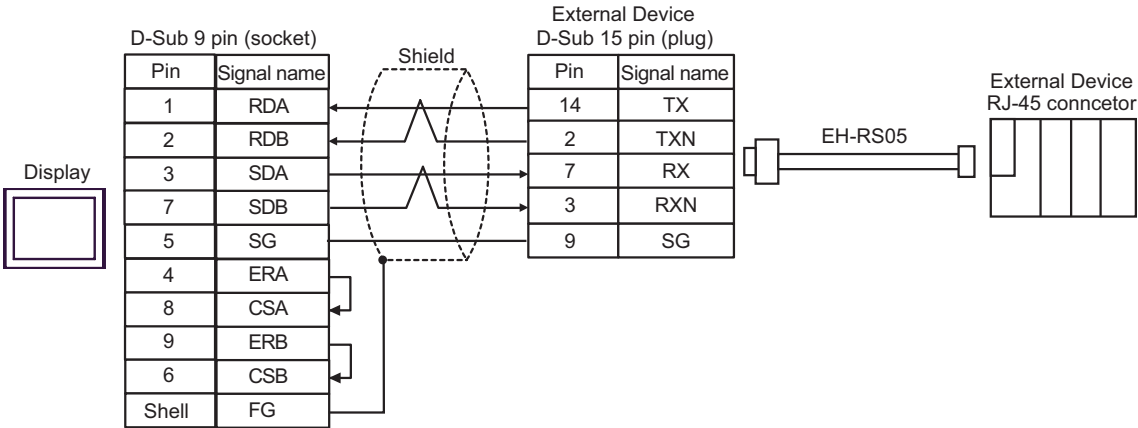 External Device
D-Sub 9 pin (socket)
D-Sub 15 pin (plug)
Shield
Pin Signal name
Pin Signal name
1 RDA
14 TX
2 RDB
2 TXN
3 SDA
7 RX
7 SDB
3 RXN
5 SG
9 SG
4 ERA
8 CSA
9 ERB
6 CSB
Shell FG
Display
EH-RS05
External Device
RJ-45 conncetor